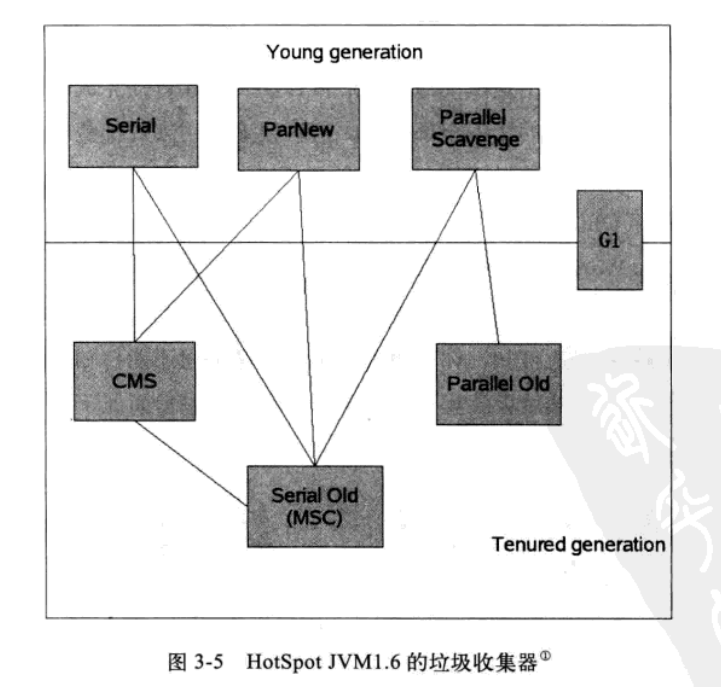 Young generation
Serial
ParNew
Parallel
Scavenge
G1
CMS
Parallel Old
Serial Old
(MSC)
Tenured generation
图 3-5 HotSpot JVM1.6 的垃圾收集器①